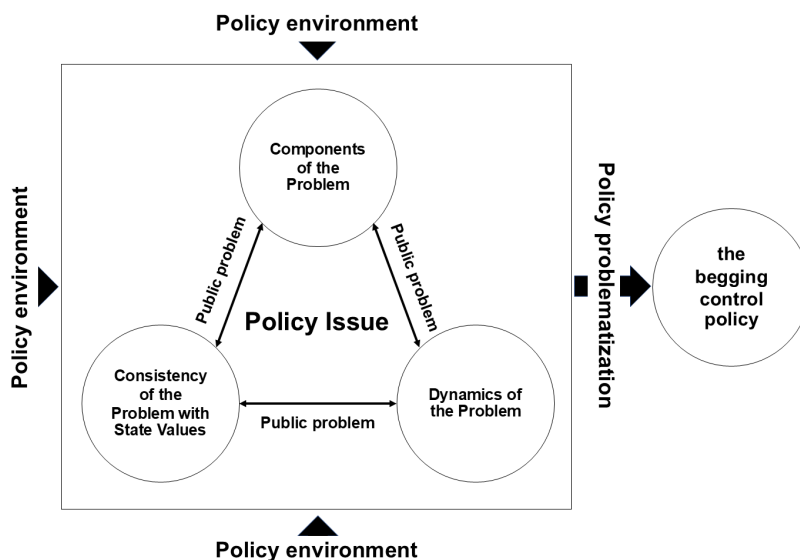 Policy environment
Components
of the
Problem
Public problem
Public problem
Policy environment
Policy Issue
Consistency
of the
Problem with
State Values
Dynamics of
the Problem
Public problem
Policy problematization
the
begging
control
policy
Policy environment